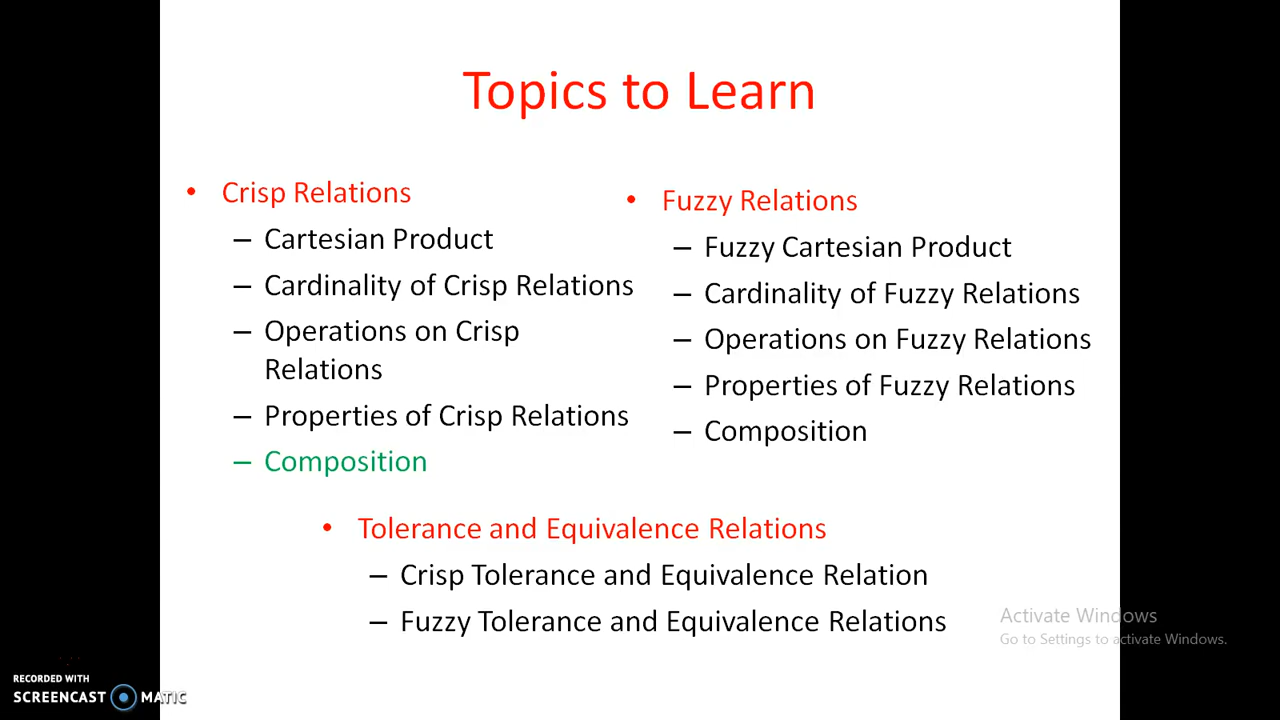 Topics to Learn
• Crisp Relations
– Cartesian Product
– Cardinality of Crisp Relations
– Operations on Crisp
Relations
– Properties of Crisp Relations
– Composition
• Fuzzy Relations
– Fuzzy Cartesian Product
– Cardinality of Fuzzy Relations
– Operations on Fuzzy Relations
– Properties of Fuzzy Relations
– Composition
• Tolerance and Equivalence Relations
– Crisp Tolerance and Equivalence Relation
– Fuzzy Tolerance and Equivalence Relations
Activate Windows
Go to Settings to activate Windows.
RECORDED WITH
SCREENCAST MATIC